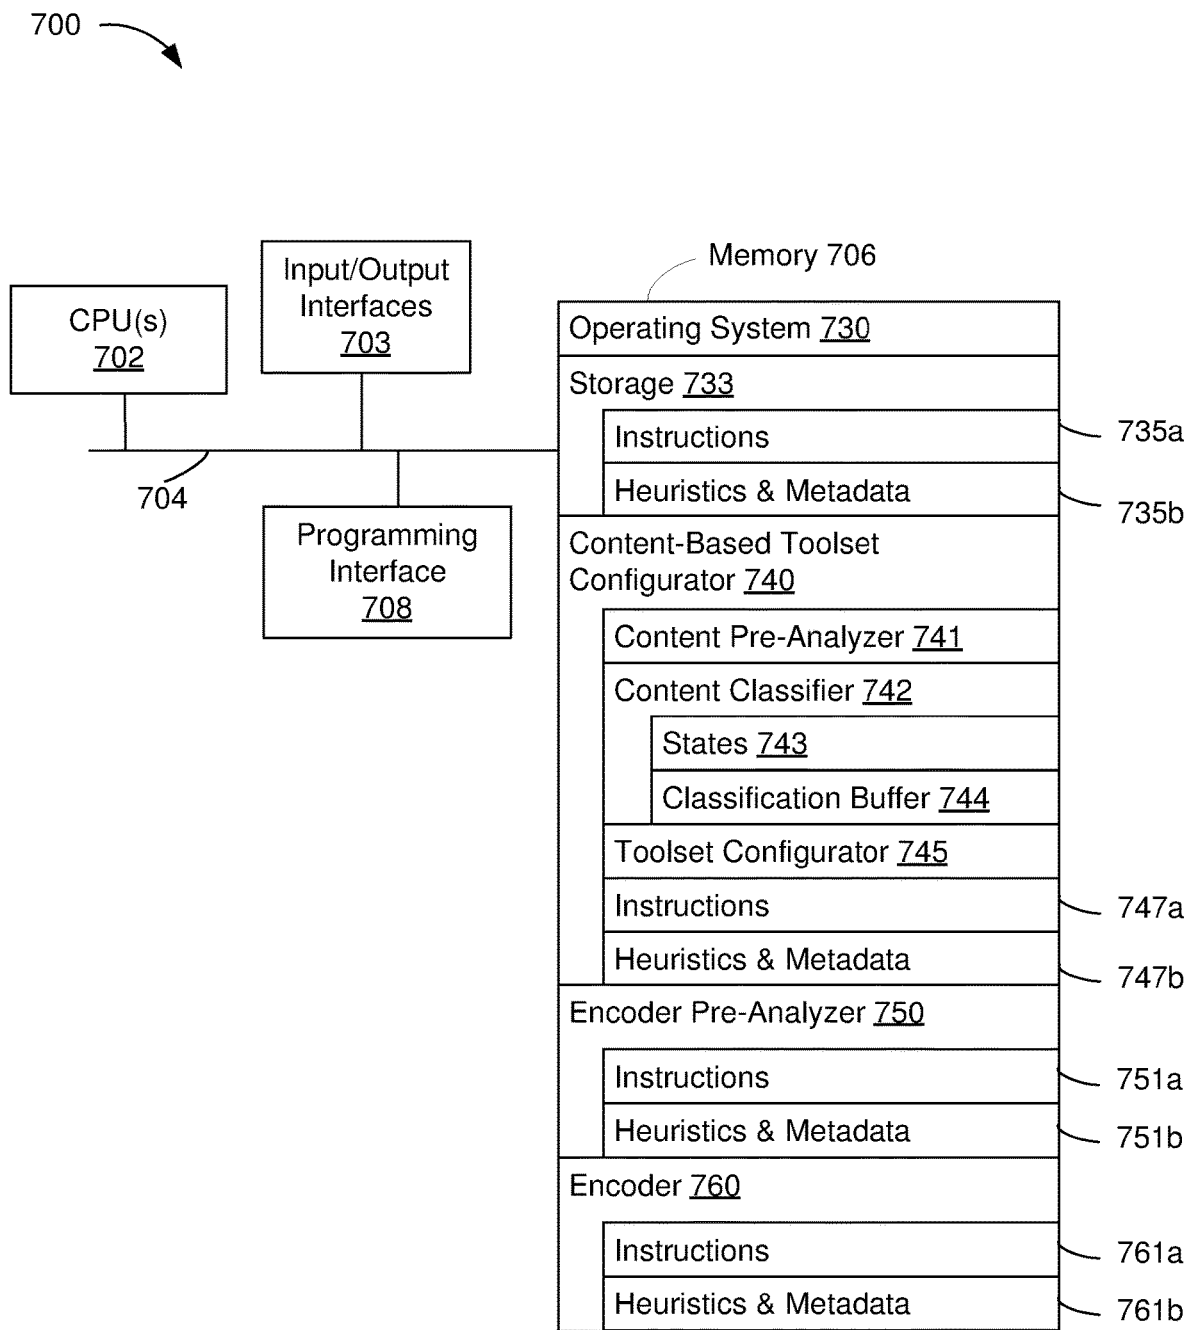 700
Memory 706
Input/Output
Interfaces
703
CPU(s)
702
704
Programming
Interface
708
Operating System 730
Storage 733
Instructions
735a
Heuristics & Metadata
735b
Content-Based Toolset
Configurator 740
Content Pre-Analyzer 741
Content Classifier 742
States 743
Classification Buffer 744
Toolset Configurator 745
Instructions
747a
Heuristics & Metadata
747b
Encoder Pre-Analyzer 750
Instructions
751a
Heuristics & Metadata
751b
Encoder 760
Instructions
761a
Heuristics & Metadata
761b